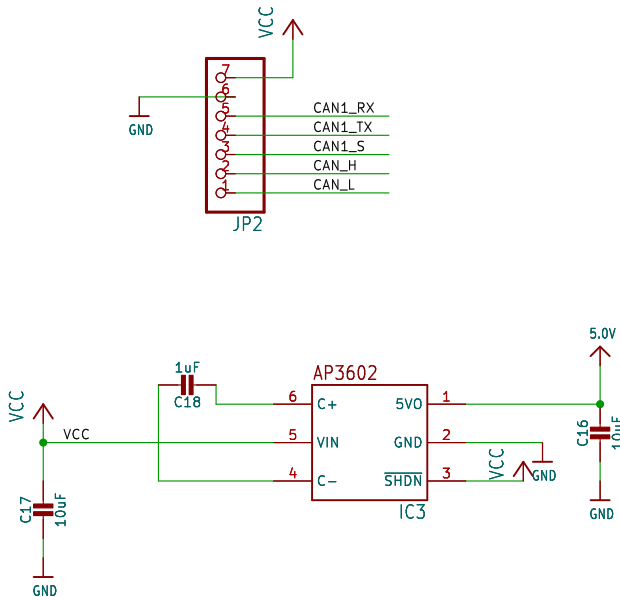 VCC
7
6
5 CAN1_RX
4 CAN1_TX
3 CAN1_S
2 CAN_H
1 CAN_L
GND
JP2
5.0V
1uF
C18
AP3602
6 C+ 5VO 1
VCC
VCC
5 VIN GND 2
C16
10uF
VCC
4 C- SHDN 3
GND
IC3
C17
10uF
GND
GND